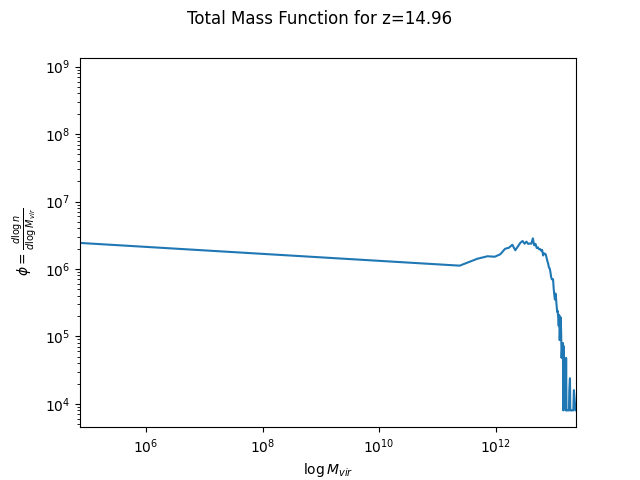 Total Mass Function for z=14.96
10⁹
10⁸
10⁷
10⁶
10⁵
10⁴
ϕ = dlog n / dlog M_vir
10⁶ 10⁸ 10¹⁰ 10¹²
log M_vir